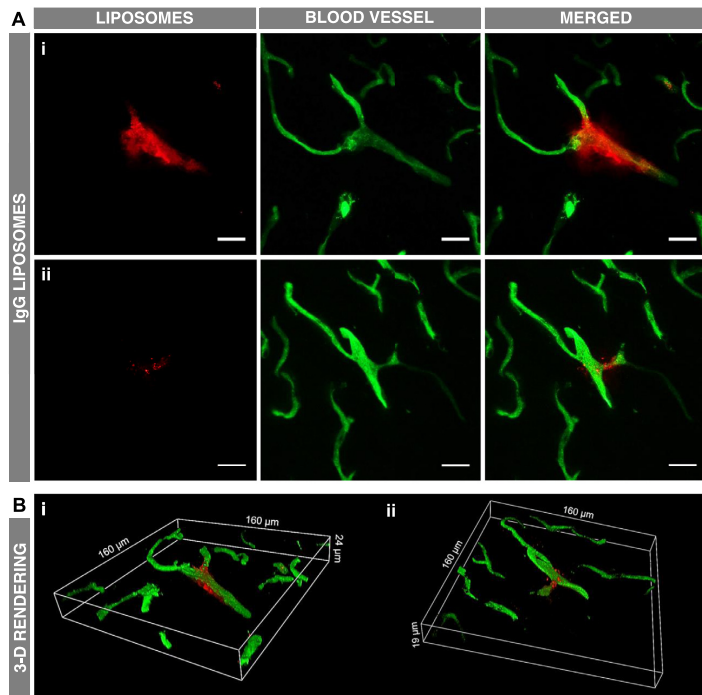 A
LIPOSOMES
BLOOD VESSEL
MERGED
IgG LIPOSOMES
i
ii
B
3-D RENDERING
i
160 µm
160 µm
24 µm
ii
160 µm
160 µm
19 µm